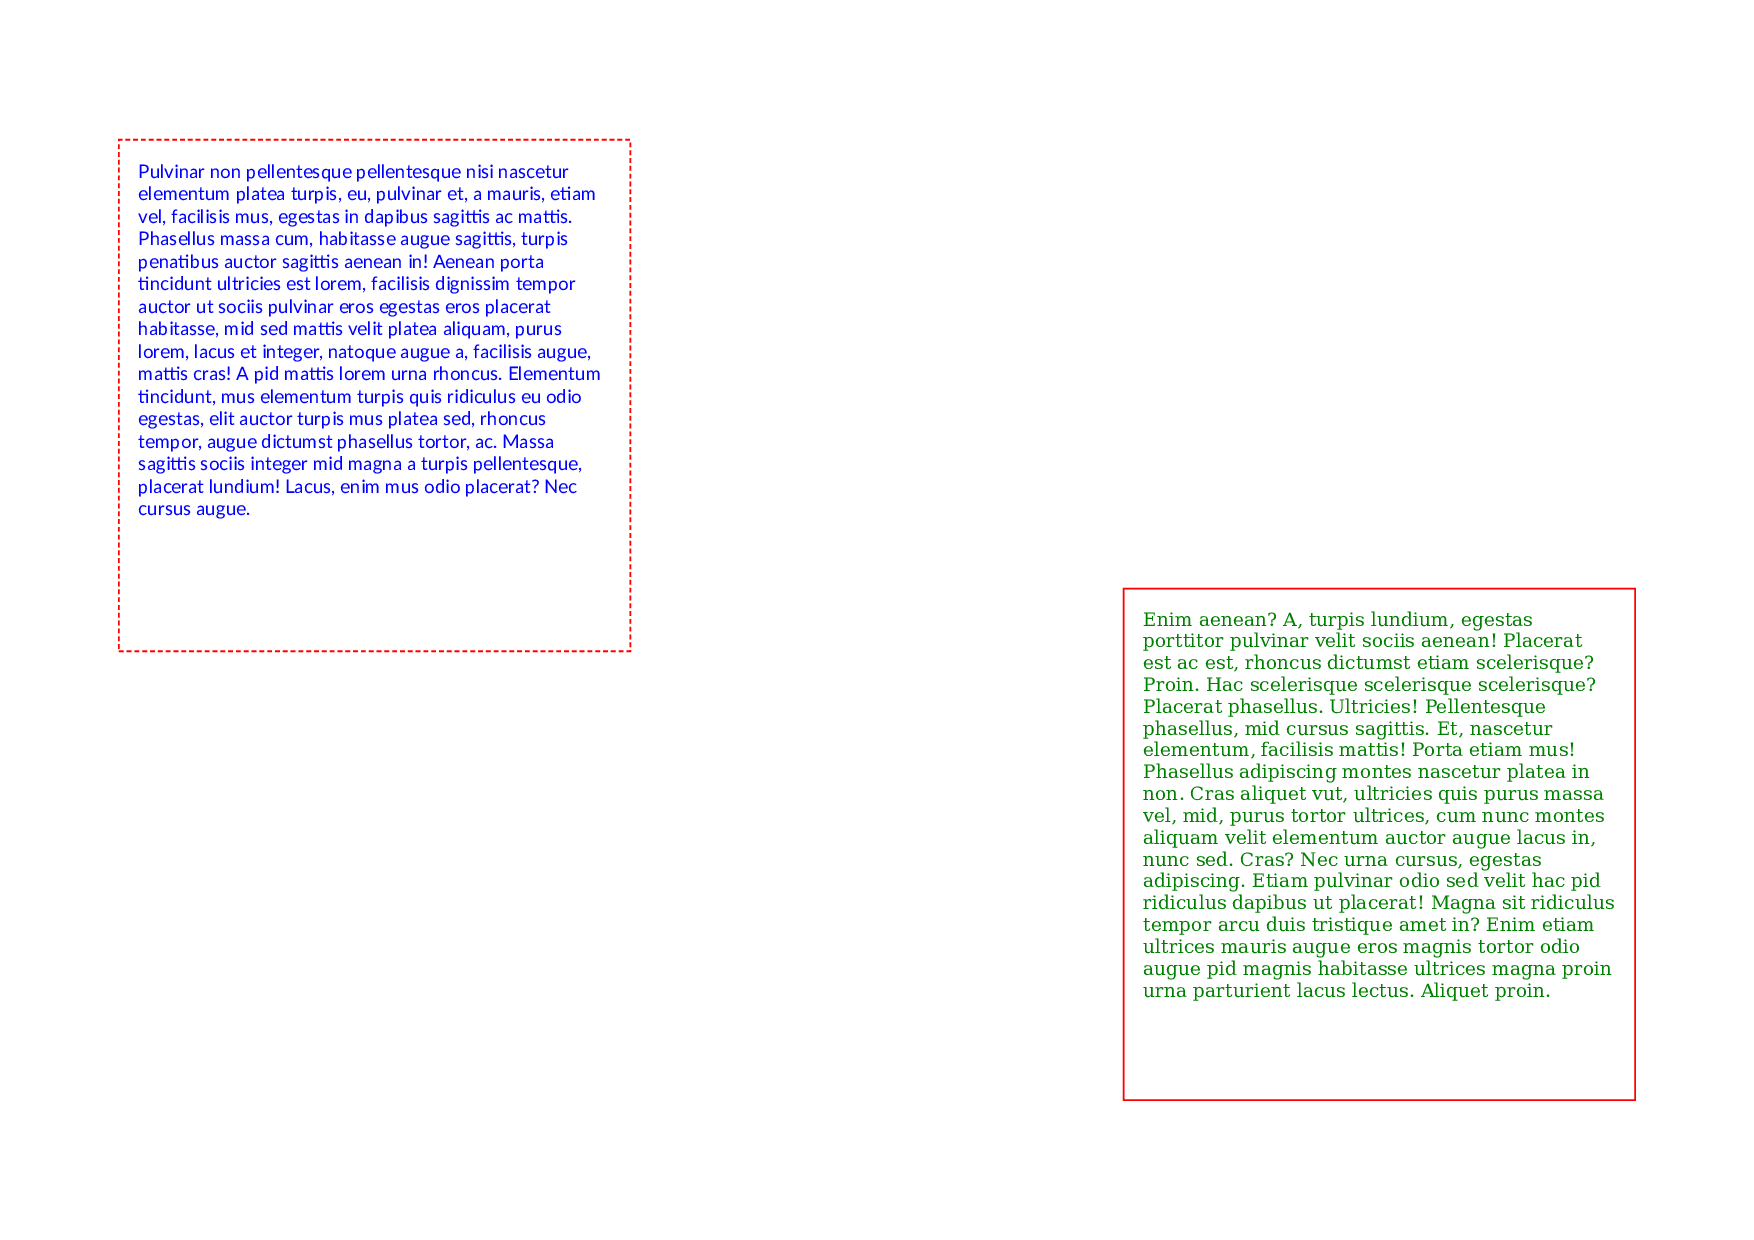 Pulvinar non pellentesque pellentesque nisi nascetur
elementum platea turpis, eu, pulvinar et, a mauris, etiam
vel, facilisis mus, egestas in dapibus sagittis ac mattis.
Phasellus massa cum, habitasse augue sagittis, turpis
penatibus auctor sagittis aenean in! Aenean porta
tincidunt ultricies est lorem, facilisis dignissim tempor
auctor ut sociis pulvinar eros egestas eros placerat
habitasse, mid sed mattis velit platea aliquam, purus
lorem, lacus et integer, natoque augue a, facilisis augue,
mattis cras! A pid mattis lorem urna rhoncus. Elementum
tincidunt, mus elementum turpis quis ridiculus eu odio
egestas, elit auctor turpis mus platea sed, rhoncus
tempor, augue dictumst phasellus tortor, ac. Massa
sagittis sociis integer mid magna a turpis pellentesque,
placerat lundium! Lacus, enim mus odio placerat? Nec
cursus augue.
Enim aenean? A, turpis lundium, egestas
porttitor pulvinar velit sociis aenean! Placerat
est ac est, rhoncus dictumst etiam scelerisque?
Proin. Hac scelerisque scelerisque scelerisque?
Placerat phasellus. Ultricies! Pellentesque
phasellus, mid cursus sagittis. Et, nascetur
elementum, facilisis mattis! Porta etiam mus!
Phasellus adipiscing montes nascetur platea in
non. Cras aliquet vut, ultricies quis purus massa
vel, mid, purus tortor ultrices, cum nunc montes
aliquam velit elementum auctor augue lacus in,
nunc sed. Cras? Nec urna cursus, egestas
adipiscing. Etiam pulvinar odio sed velit hac pid
ridiculus dapibus ut placerat! Magna sit ridiculus
tempor arcu duis tristique amet in? Enim etiam
ultrices mauris augue eros magnis tortor odio
augue pid magnis habitasse ultrices magna proin
urna parturient lacus lectus. Aliquet proin.